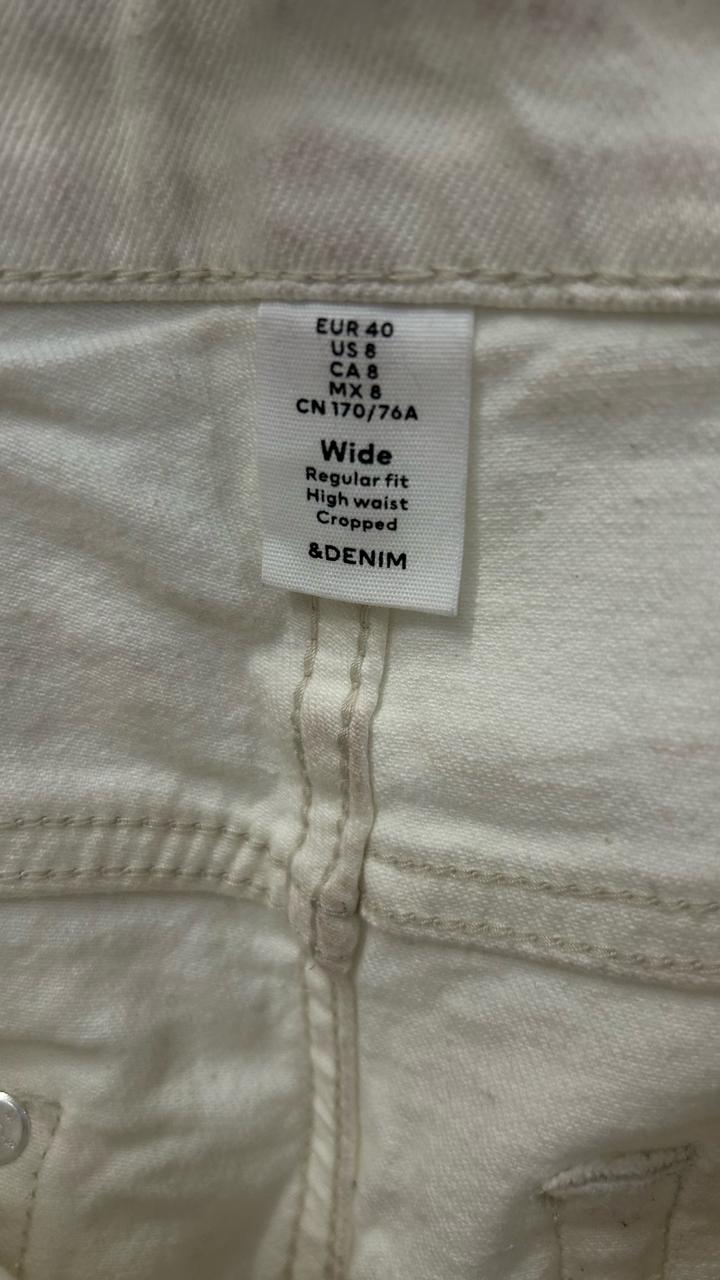 EUR 40
US 8
CA 8
MX 8
CN 170/76A
Wide
Regular fit
High waist
Cropped
&DENIM